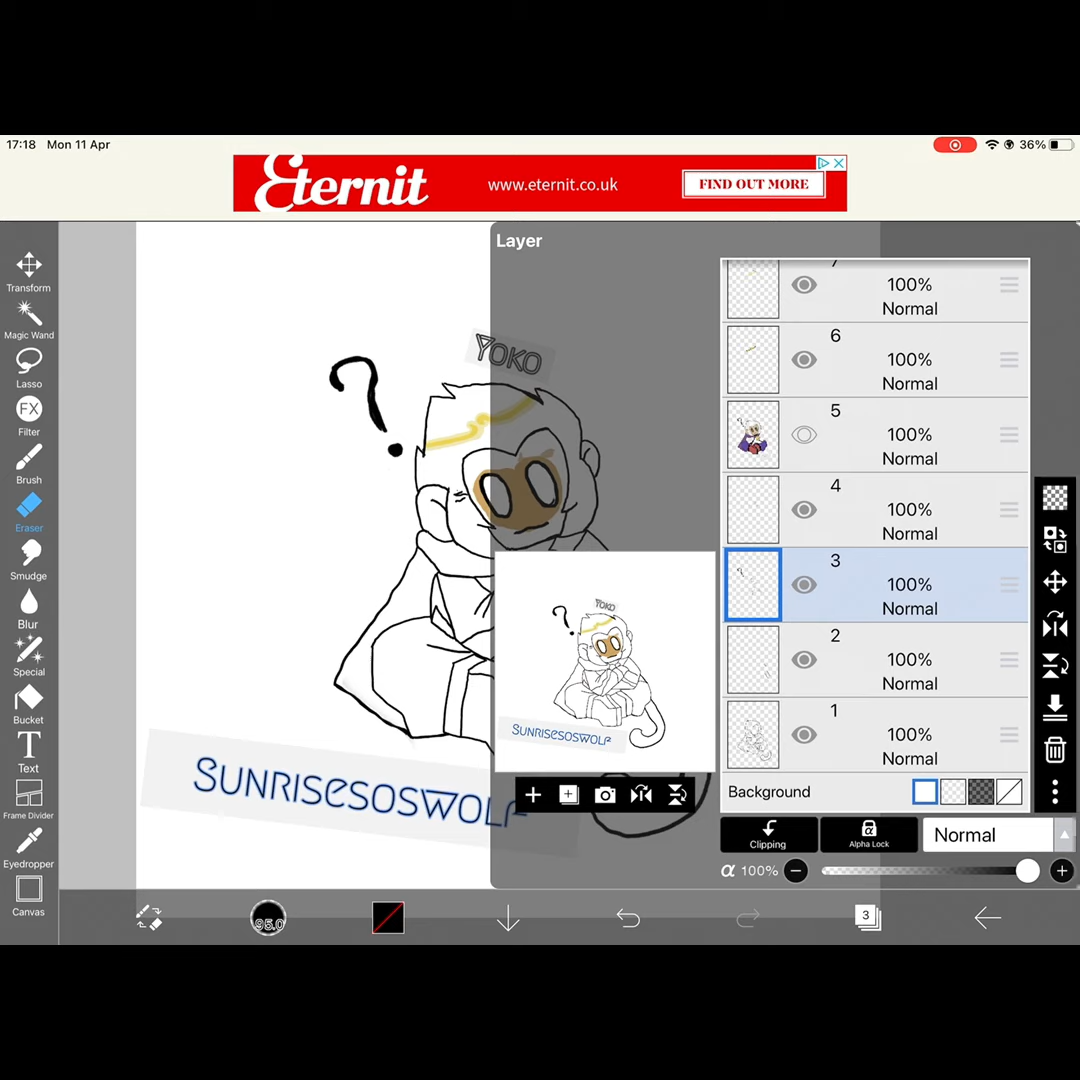 17:18 Mon 11 Apr
36%
Eternit
www.eternit.co.uk
FIND OUT MORE
Layer
Transform
Magic Wand
Lasso
FX
Filter
Brush
Eraser
Smudge
Blur
Special
Bucket
T
Text
Frame Divider
Eyedropper
Canvas
YOKO
?
SUNRISESOSWOLF
YOKO
?
SUNRISESOSWOLF
7
100%
Normal
6
100%
Normal
5
100%
Normal
4
100%
Normal
3
100%
Normal
2
100%
Normal
1
100%
Normal
Background
Clipping
α
Alpha Lock
Normal
α 100%
95.0
3